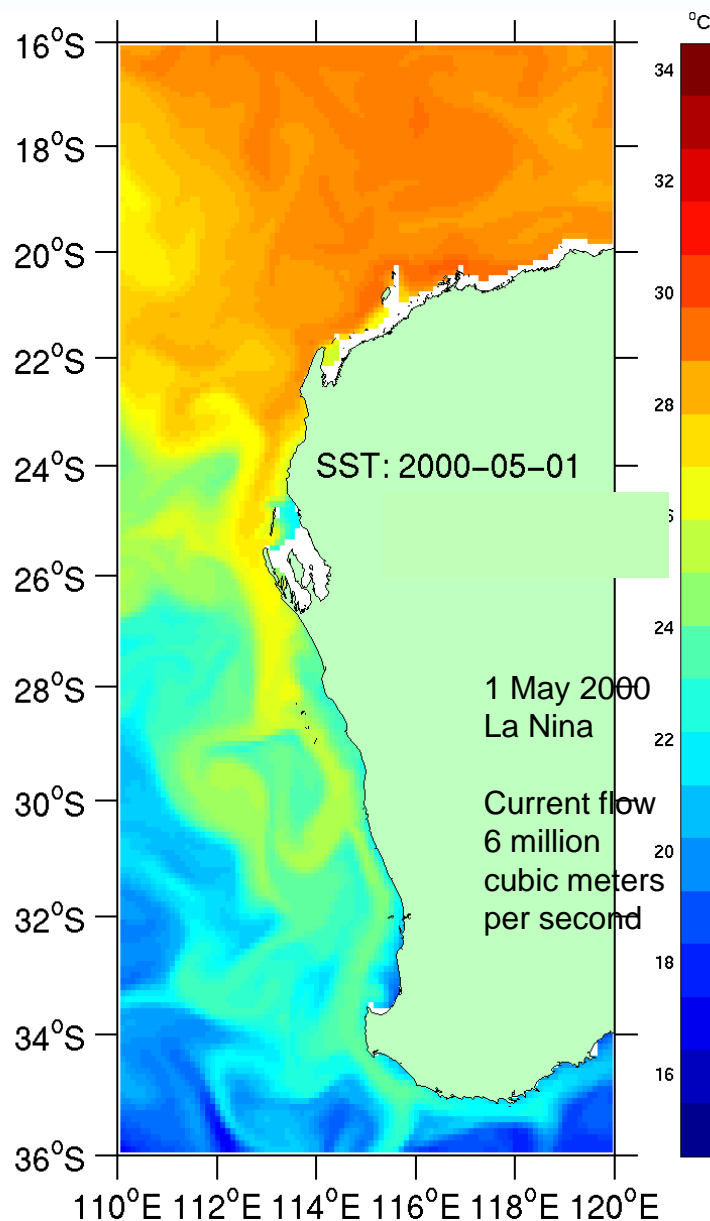 °C
16°S
18°S
20°S
22°S
24°S
26°S
28°S
30°S
32°S
34°S
36°S
110°E 112°E 114°E 116°E 118°E 120°E
SST: 2000-05-01
1 May 2000
La Nina
Current flow
6 million
cubic meters
per second
34
32
30
28
24
22
20
18
16